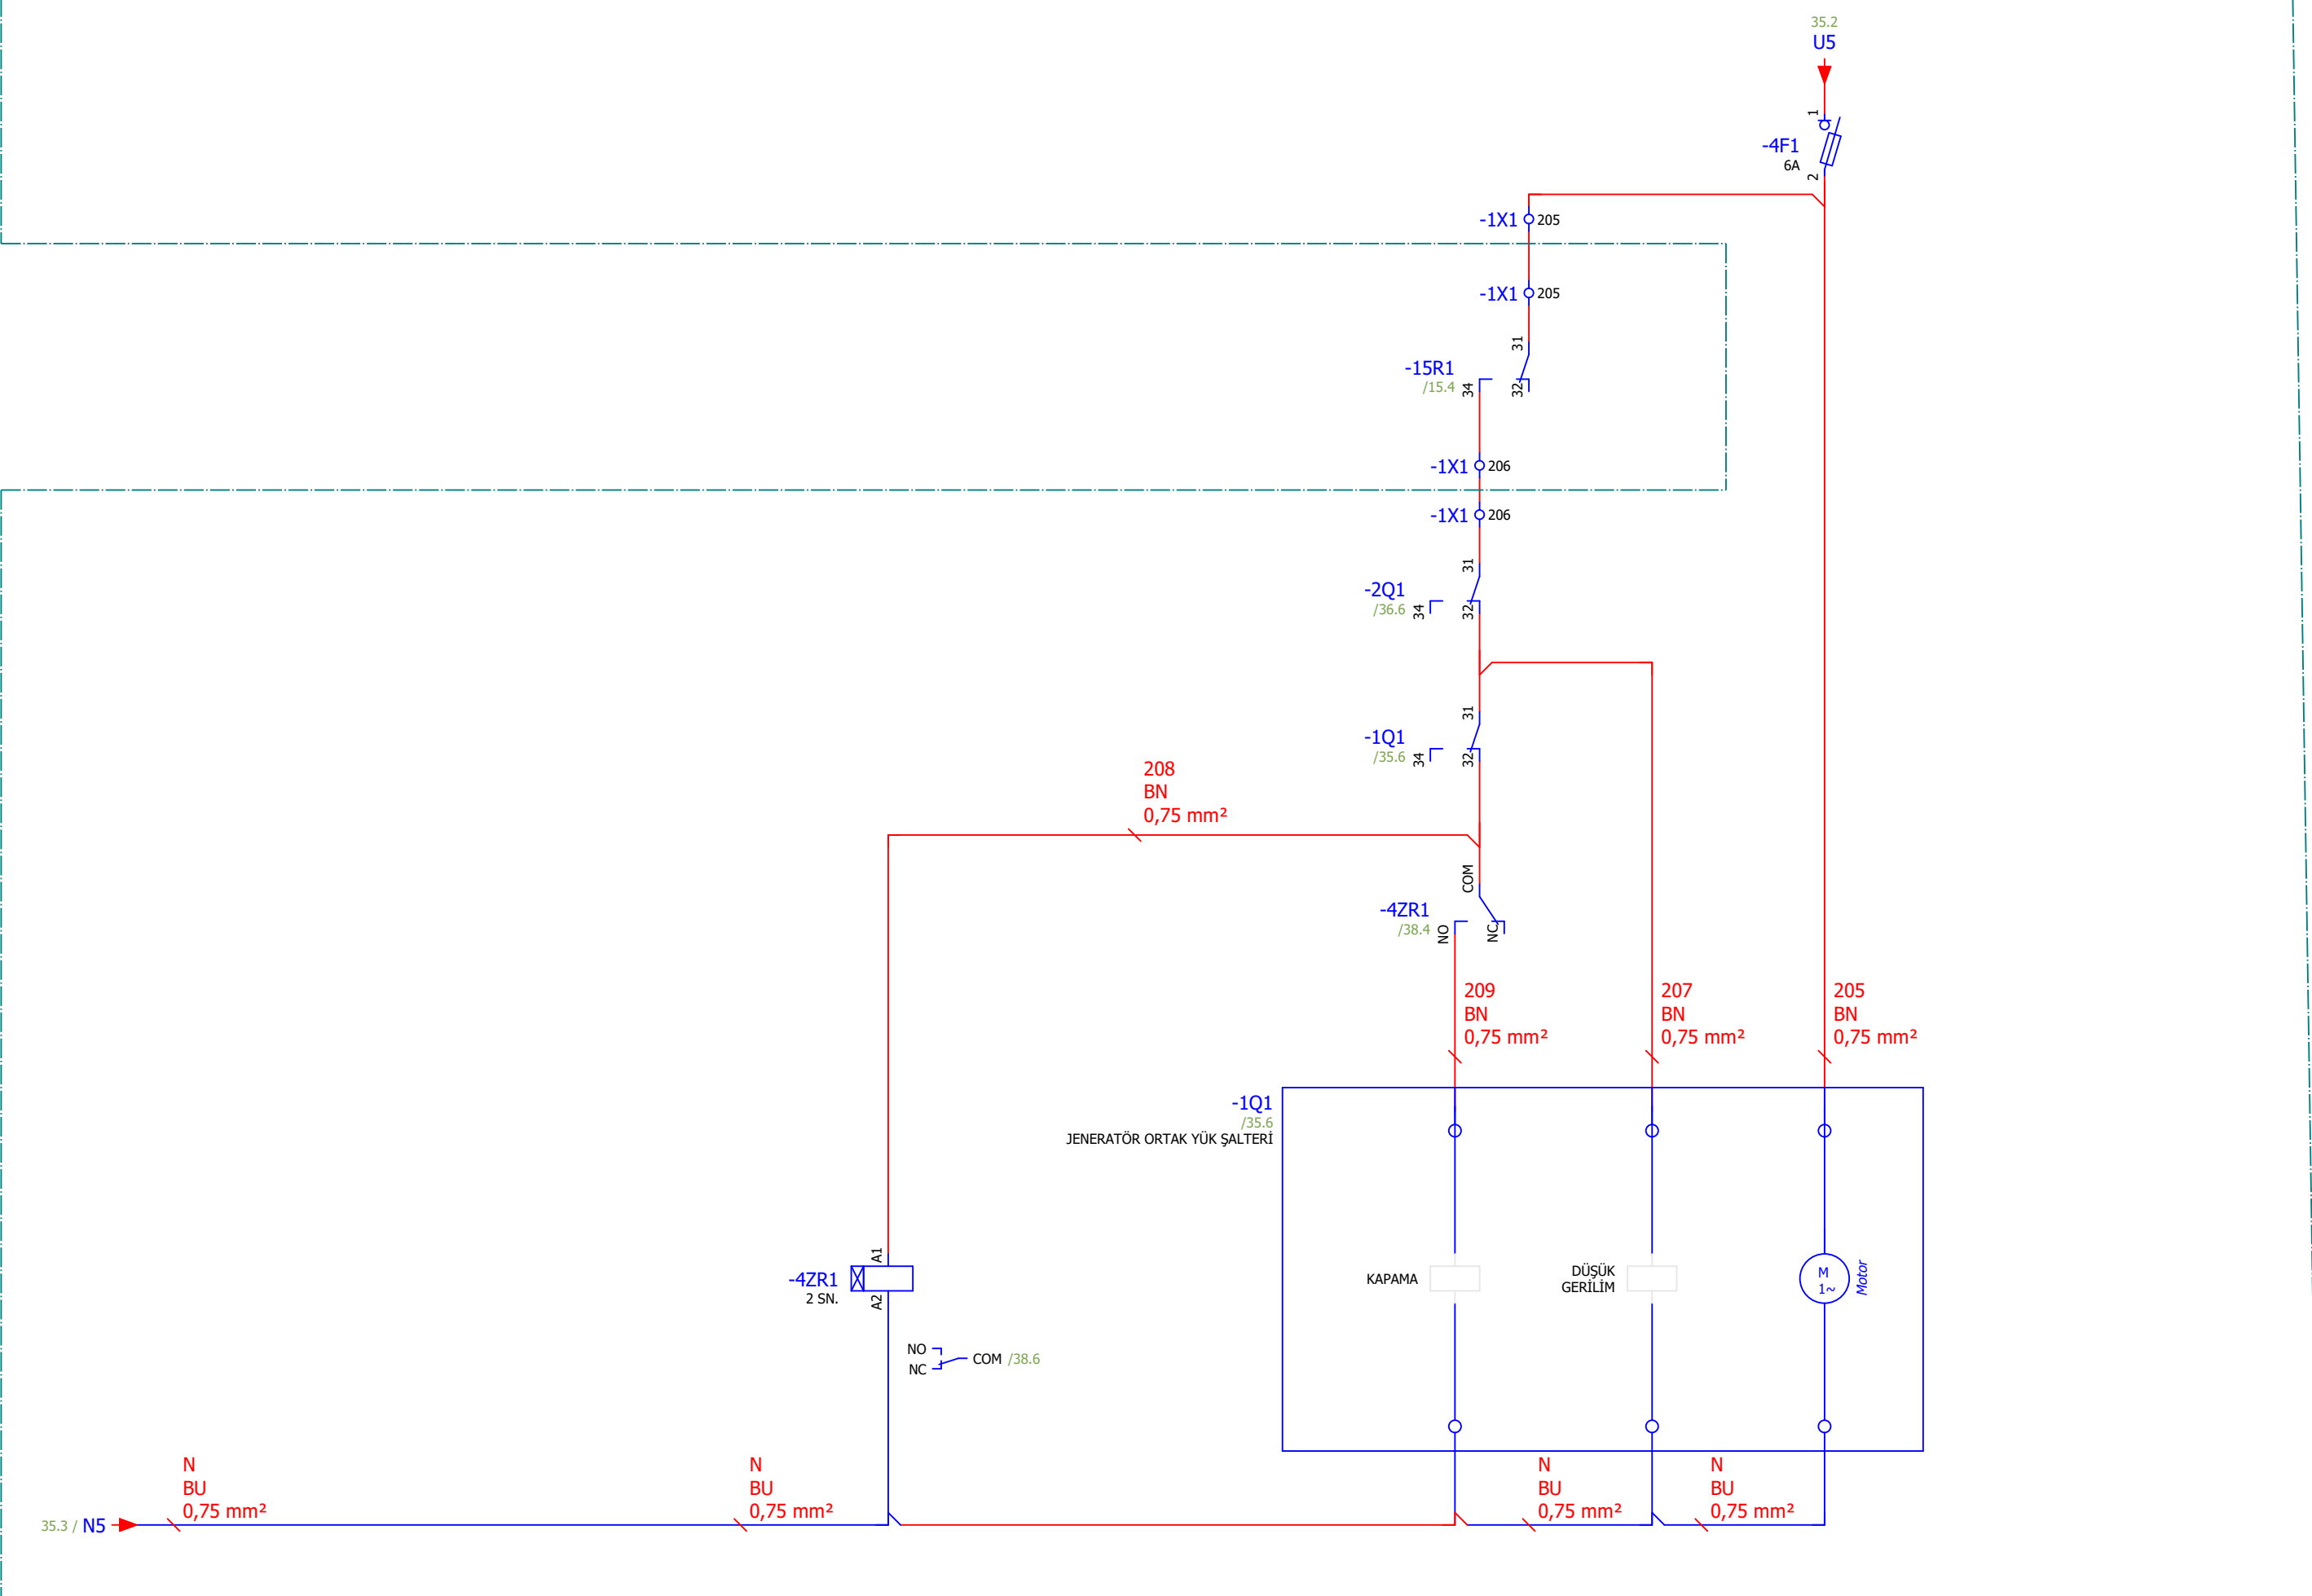 35.2
U5
1
-4F1
6A
2
-1X1 205
-1X1 205
31
-15R1
/15.4
34
32
-1X1 206
-1X1 206
31
-2Q1
/36.6
34
32
31
-1Q1
/35.6
34
32
208
BN
0,75 mm²
COM
-4ZR1
/38.4
NO
NC
209
BN
0,75 mm²
207
BN
0,75 mm²
205
BN
0,75 mm²
-1Q1
/35.6
JENERATÖR ORTAK YÜK ŞALTERİ
A1
-4ZR1
2 SN.
A2
KAPAMA
DÜŞÜK
GERİLİM
M
1~
Motor
NO
NC
COM /38.6
N
BU
0,75 mm²
N
BU
0,75 mm²
N
BU
0,75 mm²
N
BU
0,75 mm²
35.3 / N5